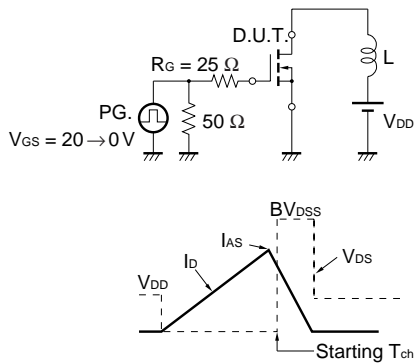 D.U.T.
RG = 25 Ω
L
PG.
50 Ω
VDD
VGS = 20 → 0 V
BVDSS
IAS
VDD
ID
VDS
Starting Tch